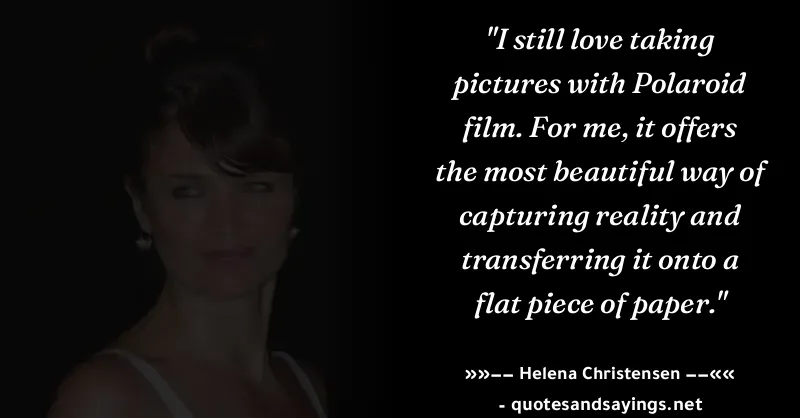 "I still love taking
pictures with Polaroid
film. For me, it offers
the most beautiful way of
capturing reality and
transferring it onto a
flat piece of paper."
»»−− Helena Christensen −−««
- quotesandsayings.net